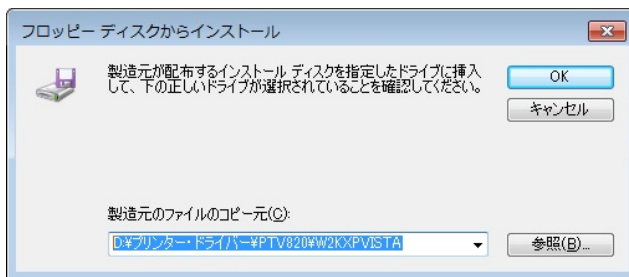 フロッピー ディスクからインストール
製造元が配布するインストール ディスクを指定したドライブに挿入
して、下の正しいドライブが選択されていることを確認してください。
OK
キャンセル
製造元のファイルのコピー元(C):
D:¥プリンター・ドライバー¥PTV820¥W2KXPVISTA
参照(B)...